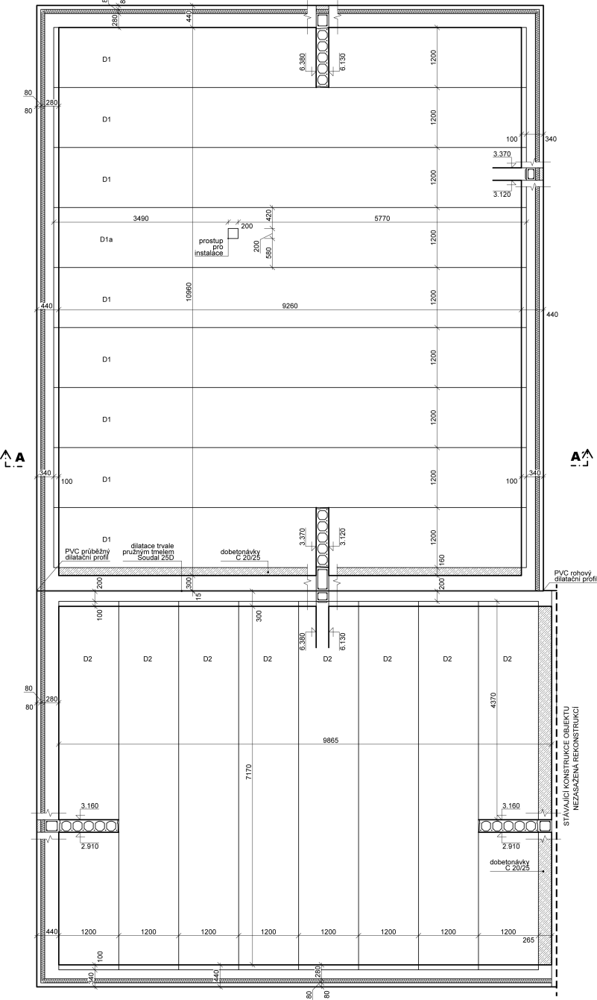 8
8
280
440
D1
6.380
6.130
1200
80
280
80
D1
1200
100
340
3.370
D1
1200
3.120
3490
200
420
5770
D1a
prostup
pro
instalace
200
580
1200
10960
D1
1200
440
9260
440
D1
1200
D1
1200
A
A'
340
100
D1
1200
100
340
D1
3.370
3.120
1200
PVC průběžný
dilatační profil
dilatace trvale
pružným tmelem
Soudal 25D
dobetonávky
C 20/25
160
PVC rohový
dilatační profil
200
300
15
200
100
300
6.380
6.130
D2
D2
D2
D2
D2
D2
D2
D2
80
280
80
4370
9865
7170
STÁVAJÍCÍ KONSTRUKCE OBJEKTU
NEZASAŽENÁ REKONSTRUKCÍ
3.160
3.160
2.910
2.910
dobetonávky
C 20/25
440
1200
1200
1200
1200
1200
1200
1200
1200
265
100
340
440
280
80
80